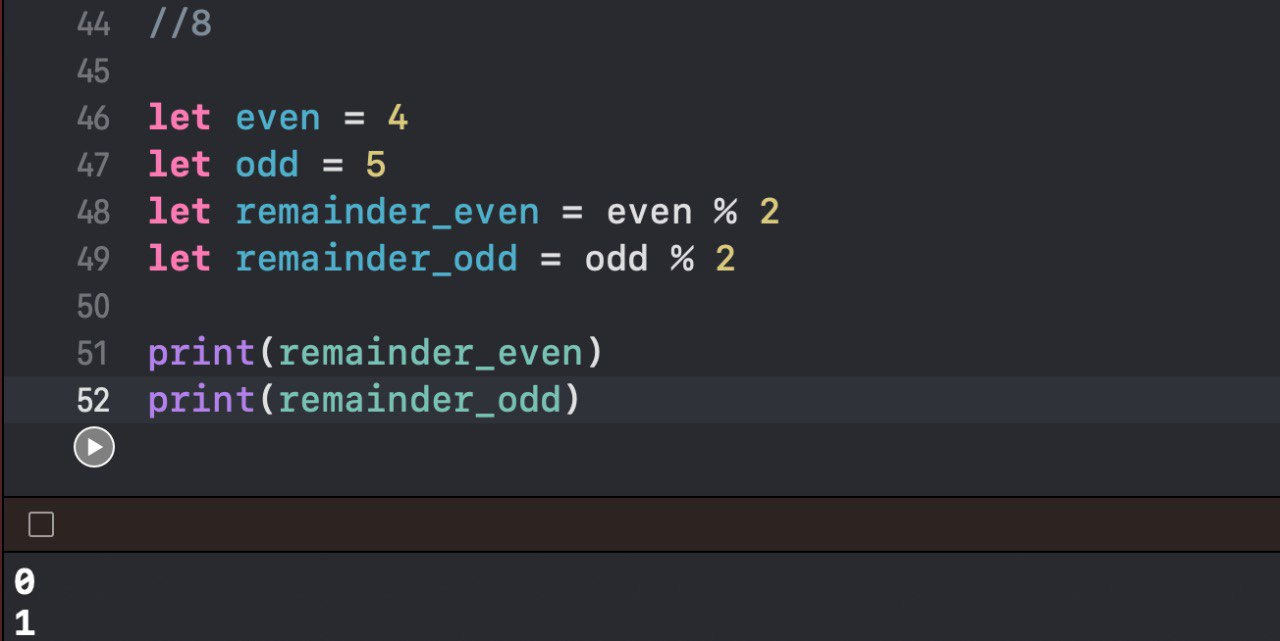 44 //8
45
46 let even = 4
47 let odd = 5
48 let remainder_even = even % 2
49 let remainder_odd = odd % 2
50
51 print(remainder_even)
52 print(remainder_odd)
0
1